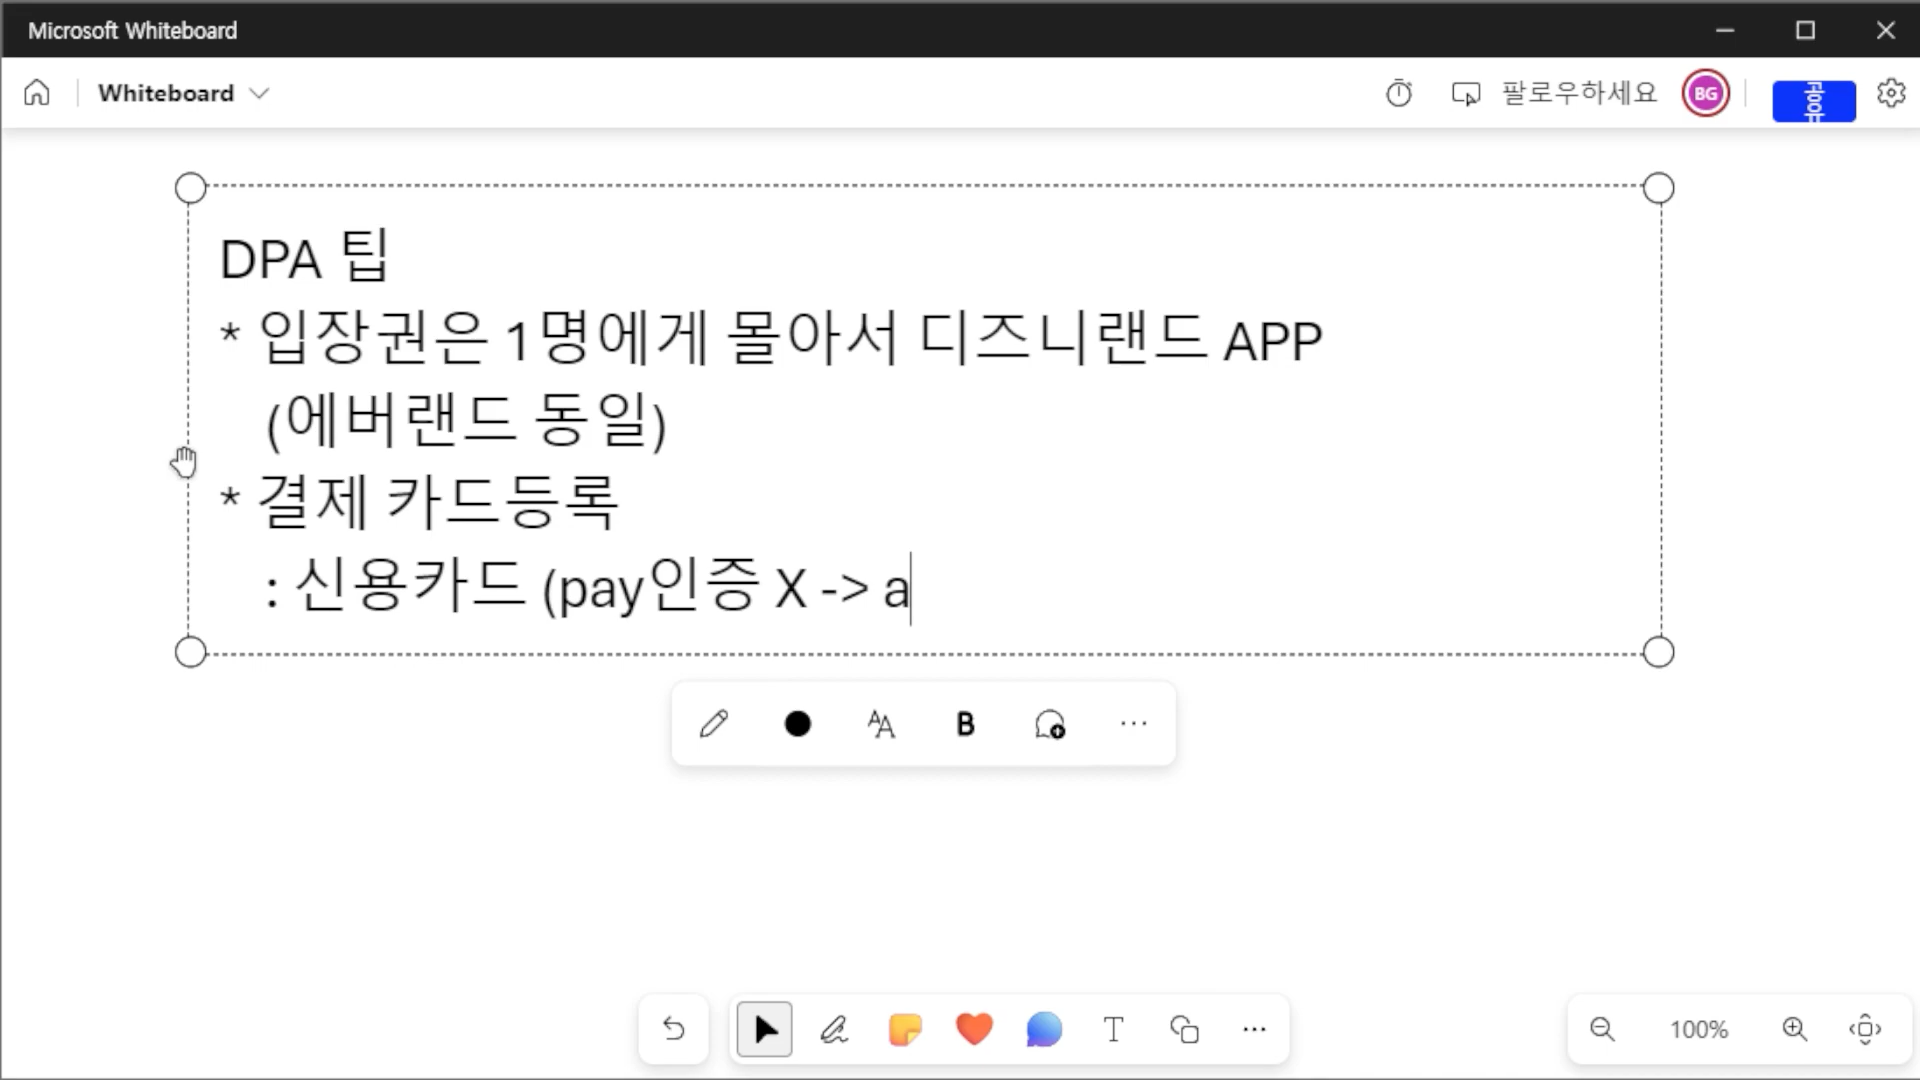 Microsoft Whiteboard
Whiteboard
팔로우하세요
BG
공유
DPA 팁
* 입장권은 1명에게 몰아서 디즈니랜드 APP
(에버랜드 동일)
* 결제 카드등록
: 신용카드 (pay인증 X -> a
B
100%